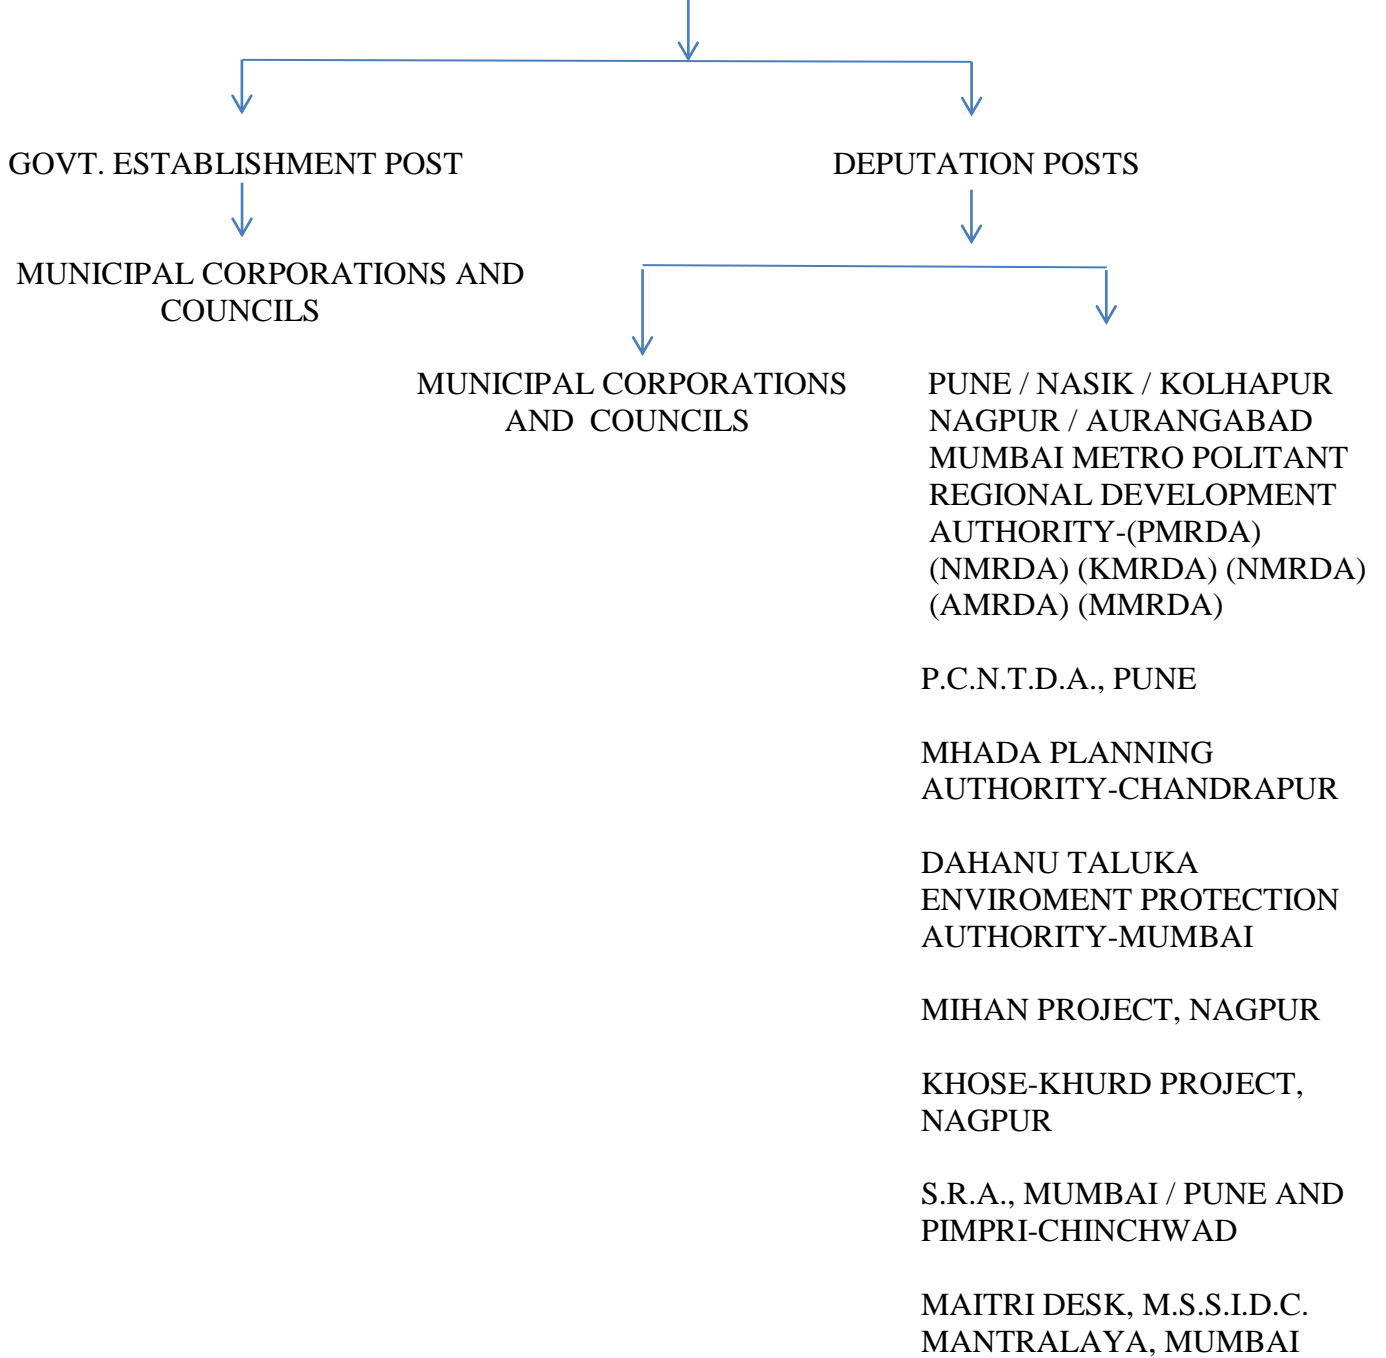 GOVT. ESTABLISHMENT POST
DEPUTATION POSTS
MUNICIPAL CORPORATIONS AND
COUNCILS
MUNICIPAL CORPORATIONS
AND COUNCILS
PUNE / NASIK / KOLHAPUR
NAGPUR / AURANGABAD
MUMBAI METRO POLITANT
REGIONAL DEVELOPMENT
AUTHORITY-(PMRDA)
(NMRDA) (KMRDA) (NMRDA)
(AMRDA) (MMRDA)
P.C.N.T.D.A., PUNE
MHADA PLANNING
AUTHORITY-CHANDRAPUR
DAHANU TALUKA
ENVIROMENT PROTECTION
AUTHORITY-MUMBAI
MIHAN PROJECT, NAGPUR
KHOSE-KHURD PROJECT,
NAGPUR
S.R.A., MUMBAI / PUNE AND
PIMPRI-CHINCHWAD
MAITRI DESK, M.S.S.I.D.C.
MANTRALAYA, MUMBAI